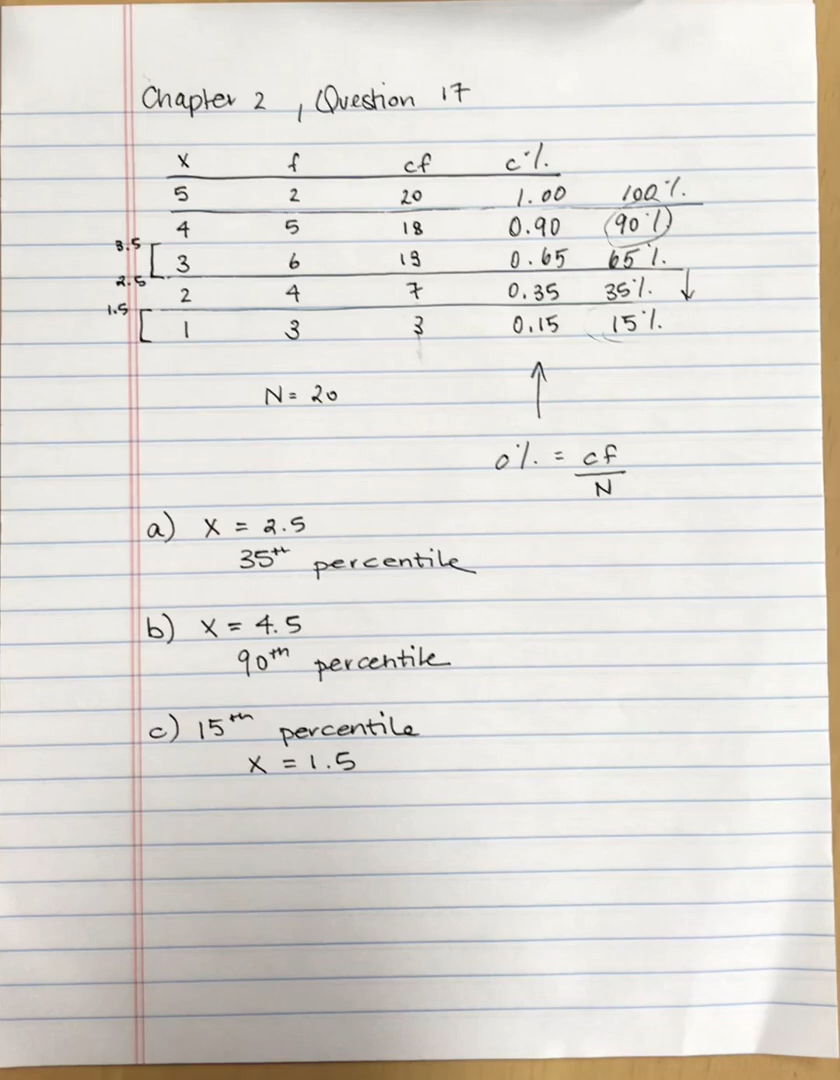 Chapter 2 , Question 17
x f cf c%
5 2 20 1.00 100%
4 5 18 0.90 90%
3.5
3 6 13 0.65 65%
2.5
2 4 7 0.35 35% ↓
1.5
1 3 3 0.15 15%
N = 20
↑
0% = cf
N
a) X = 2.5
35th percentile
b) X = 4.5
90th percentile
c) 15th percentile
X = 1.5